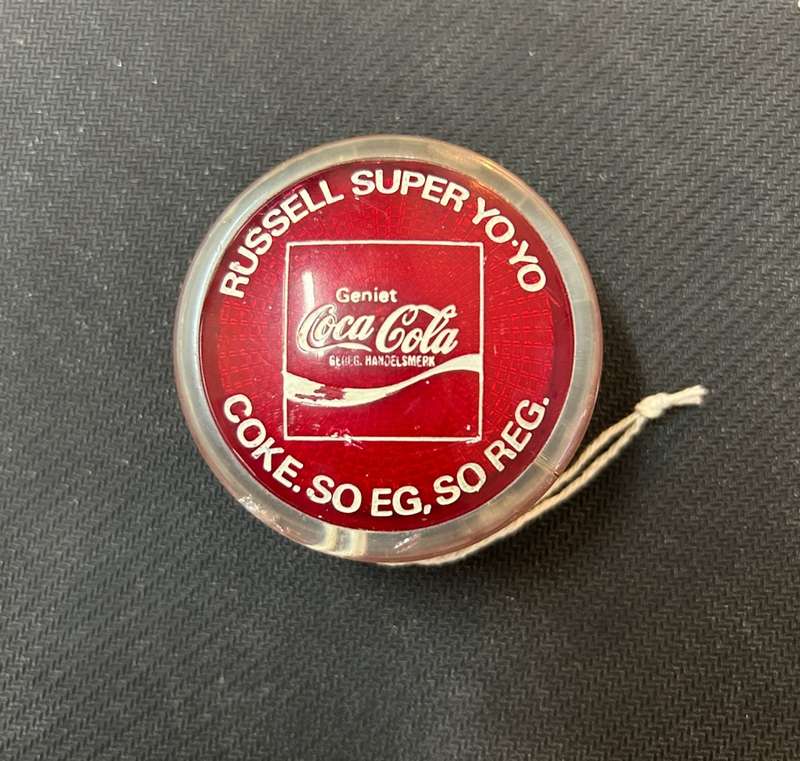 RUSSELL SUPER YO·YO
Geniet
Coca-Cola
GEREG. HANDELSMERK
COKE. SO EG, SO REG.